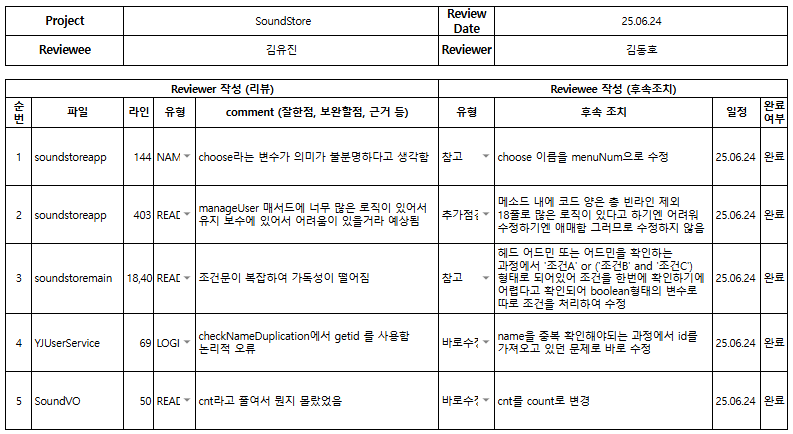 Project SoundStore Review Date 25.06.24
Reviewee 김유진 Reviewer 김동호
Reviewer 작성 (리뷰) Reviewee 작성 (후속조치)
순번 파일 라인 유형 comment (잘한점, 보완할점, 근거 등) 유형 후속 조치 일정 완료여부
1 soundstoreapp 144 NAM choose라는 변수가 의미가 불분명하다고 생각함 참고 choose 이름을 menuNum으로 수정 25.06.24 완료
2 soundstoreapp 403 READ manageUser 매서드에 너무 많은 로직이 있어서
유지 보수에 있어서 어려움이 있을거라 예상됨 추가점검 메소드 내에 코드 양은 총 빈라인 제외
18줄로 많은 로직이 있다고 하기엔 어려워
수정하기엔 애매함 그러므로 수정하지 않음 25.06.24 완료
3 soundstoremain 18,40 READ 조건문이 복잡하여 가독성이 떨어짐 참고 헤드 어드민 또는 어드민을 확인하는
과정에서 '조건A' or ('조건B' and '조건C')
형태로 되어있어 조건을 한번에 확인하기에
어렵다고 확인되어 boolean형태의 변수로
따로 조건을 처리하여 수정 25.06.24 완료
4 YJUserService 69 LOGI checkNameDuplication에서 getid 를 사용함
논리적 오류 바로수정 name을 중복 확인해야되는 과정에서 id를
가져오고 있던 문제로 바로 수정 25.06.24 완료
5 SoundVO 50 READ cnt라고 풀여서 뭔지 몰랐었음 바로수정 cnt를 count로 변경 25.06.24 완료